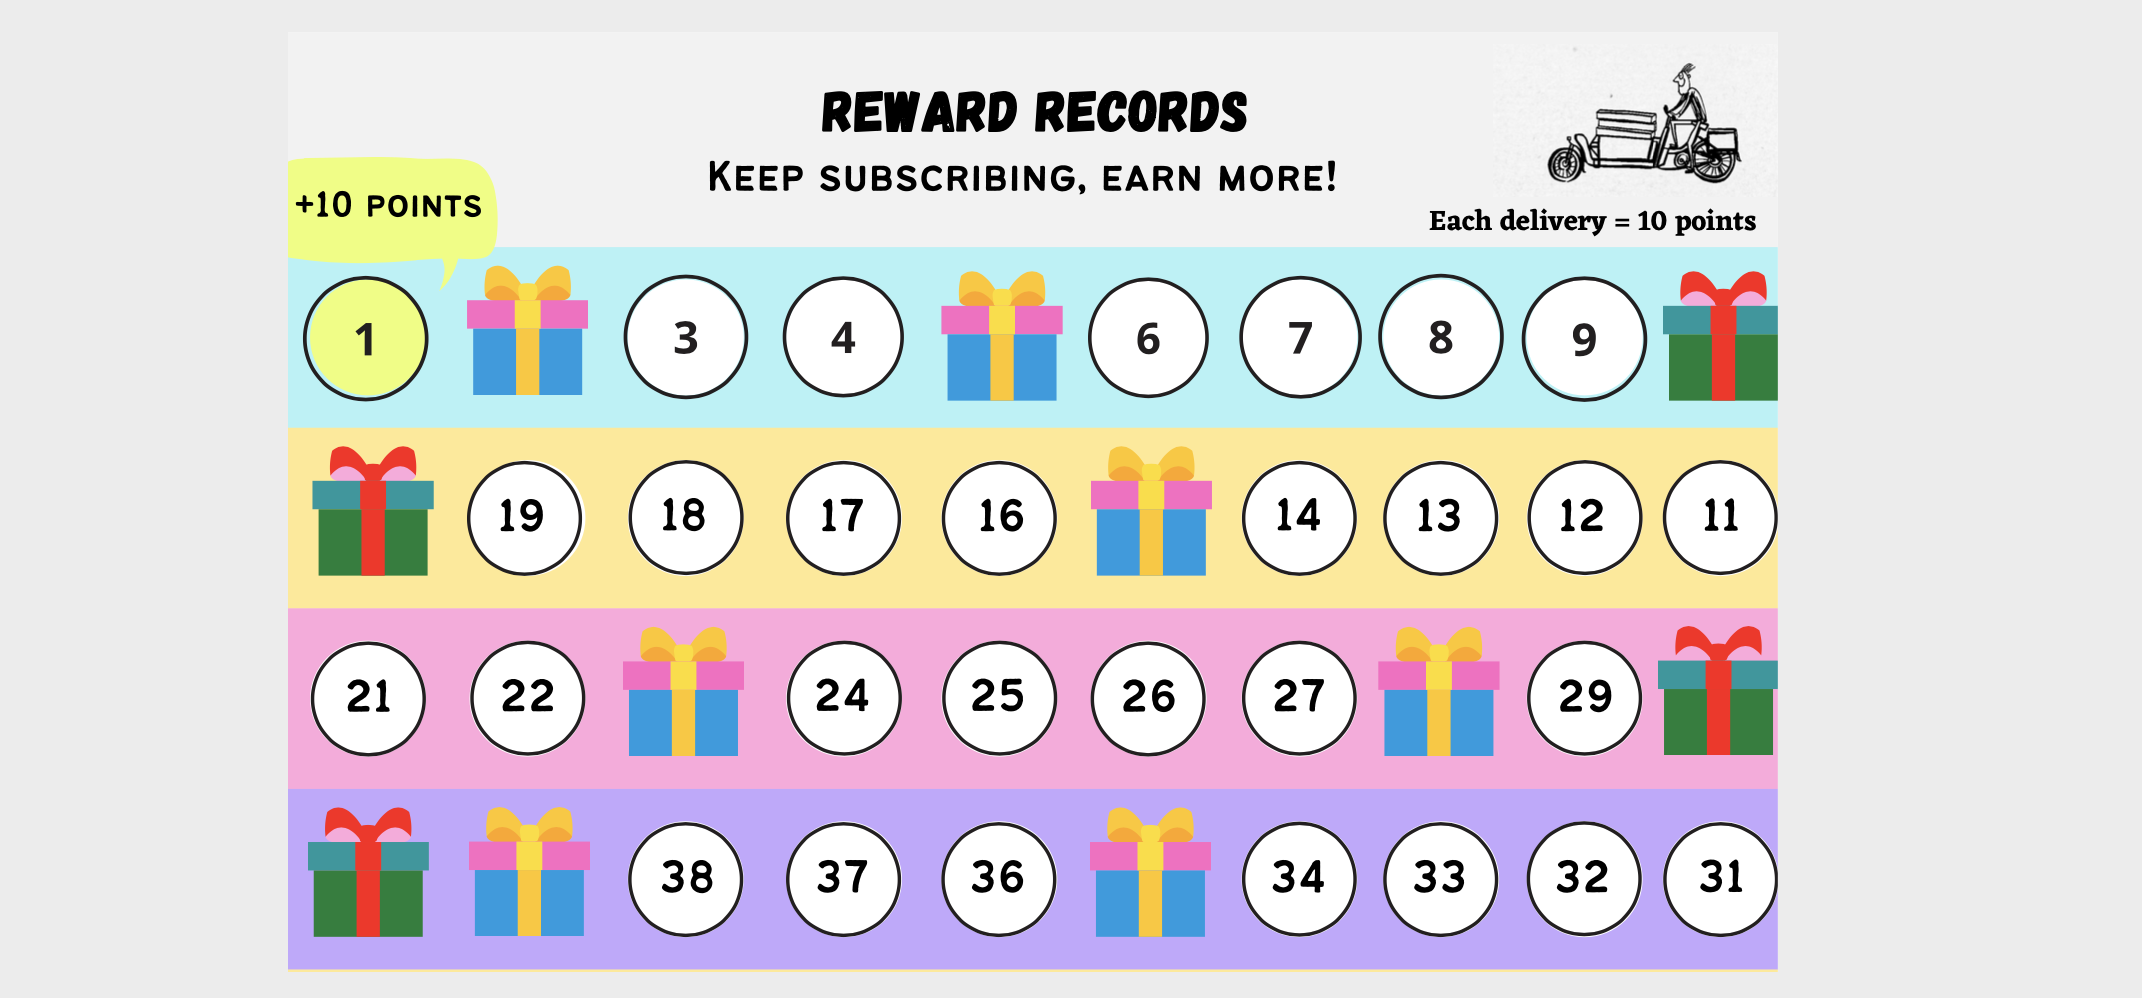 REWARD RECORDS
KEEP SUBSCRIBING, EARN MORE!
+10 POINTS
Each delivery = 10 points
1 3 4 6 7 8 9
19 18 17 16 14 13 12 11
21 22 24 25 26 27 29
38 37 36 34 33 32 31